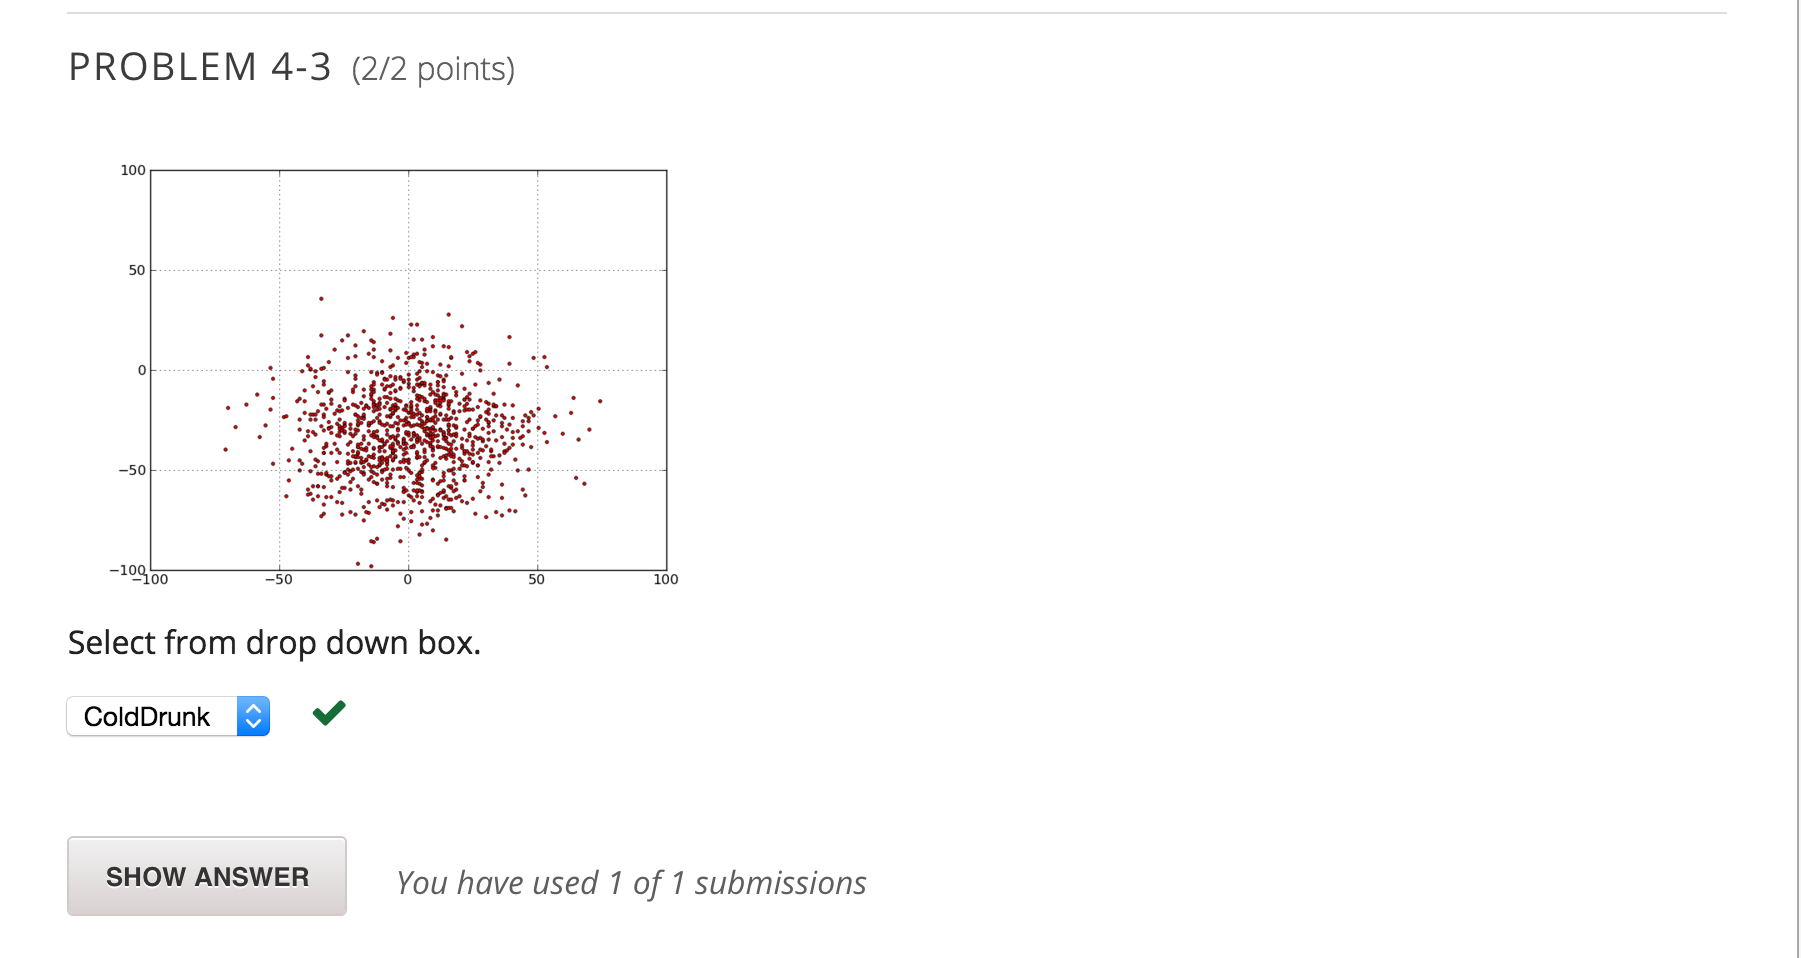 PROBLEM 4-3 (2/2 points)
100
50
0
−50
−100
−100 −50 0 50 100
Select from drop down box.
ColdDrunk
SHOW ANSWER
You have used 1 of 1 submissions